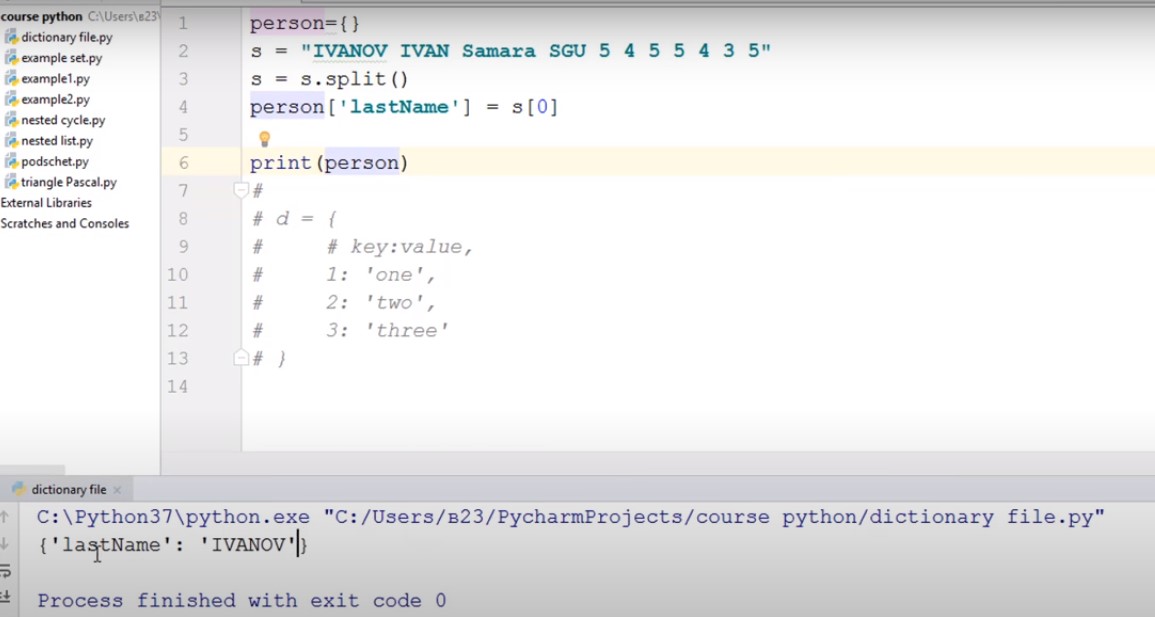 course python C:\Users\в23\
dictionary file.py
example set.py
example1.py
example2.py
nested cycle.py
nested list.py
podschet.py
triangle Pascal.py
External Libraries
Scratches and Consoles
1 person={}
2 s = "IVANOV IVAN Samara SGU 5 4 5 5 4 3 5"
3 s = s.split()
4 person['lastName'] = s[0]
5
6 print(person)
7 #
8 # d = {
9 #     # key:value,
10 #     1: 'one',
11 #     2: 'two',
12 #     3: 'three'
13 # }
14
dictionary file
C:\Python37\python.exe "C:/Users/в23/PycharmProjects/course python/dictionary file.py"
{'lastName': 'IVANOV'}
Process finished with exit code 0